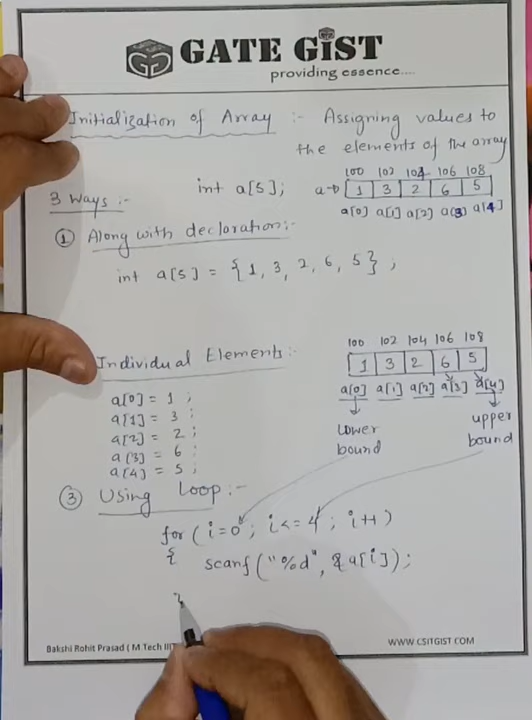 GATE GIST
providing essence....
Initialization of Array :- Assigning values to
the elements of the array
3 Ways :-
int a[5];
100 102 104 106 108
a→ 1 3 2 6 5
a[0] a[1] a[2] a[3] a[4]
① Along with declaration:-
int a[5] = {1, 3, 2, 6, 5} ;
Individual Elements:-
100 102 104 106 108
1 3 2 6 5
a[0] a[1] a[2] a[3] a[4]
lower
bound
upper
bound
a[0] = 1 ;
a[1] = 3 ;
a[2] = 2 ;
a[3] = 6 ;
a[4] = 5 ;
③ Using Loop :-
for ( i=0 ; i<=4 ; i++)
{ scanf ("%d", &a[i]);
Bakshi Rohit Prasad ( M.Tech
WWW.CSITGIST.COM